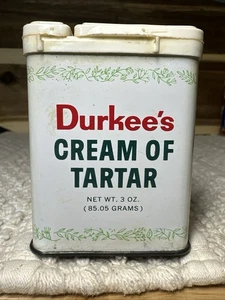 Durkee's
CREAM OF
TARTAR
NET WT. 3 OZ.
(85.05 GRAMS)